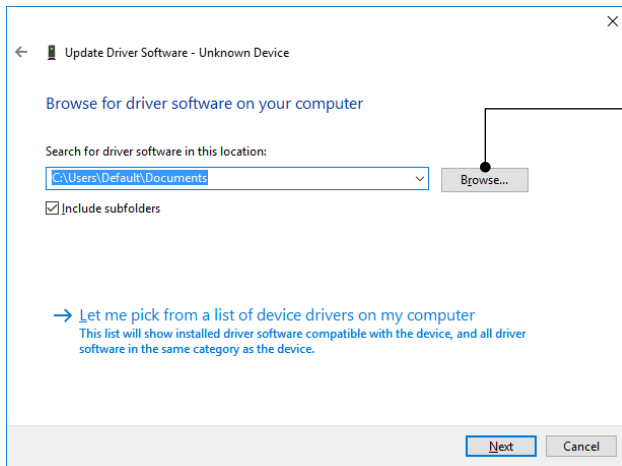 Update Driver Software - Unknown Device
Browse for driver software on your computer
Search for driver software in this location:
C:\Users\Default\Documents
Browse...
Include subfolders
Let me pick from a list of device drivers on my computer
This list will show installed driver software compatible with the device, and all driver
software in the same category as the device.
Next
Cancel